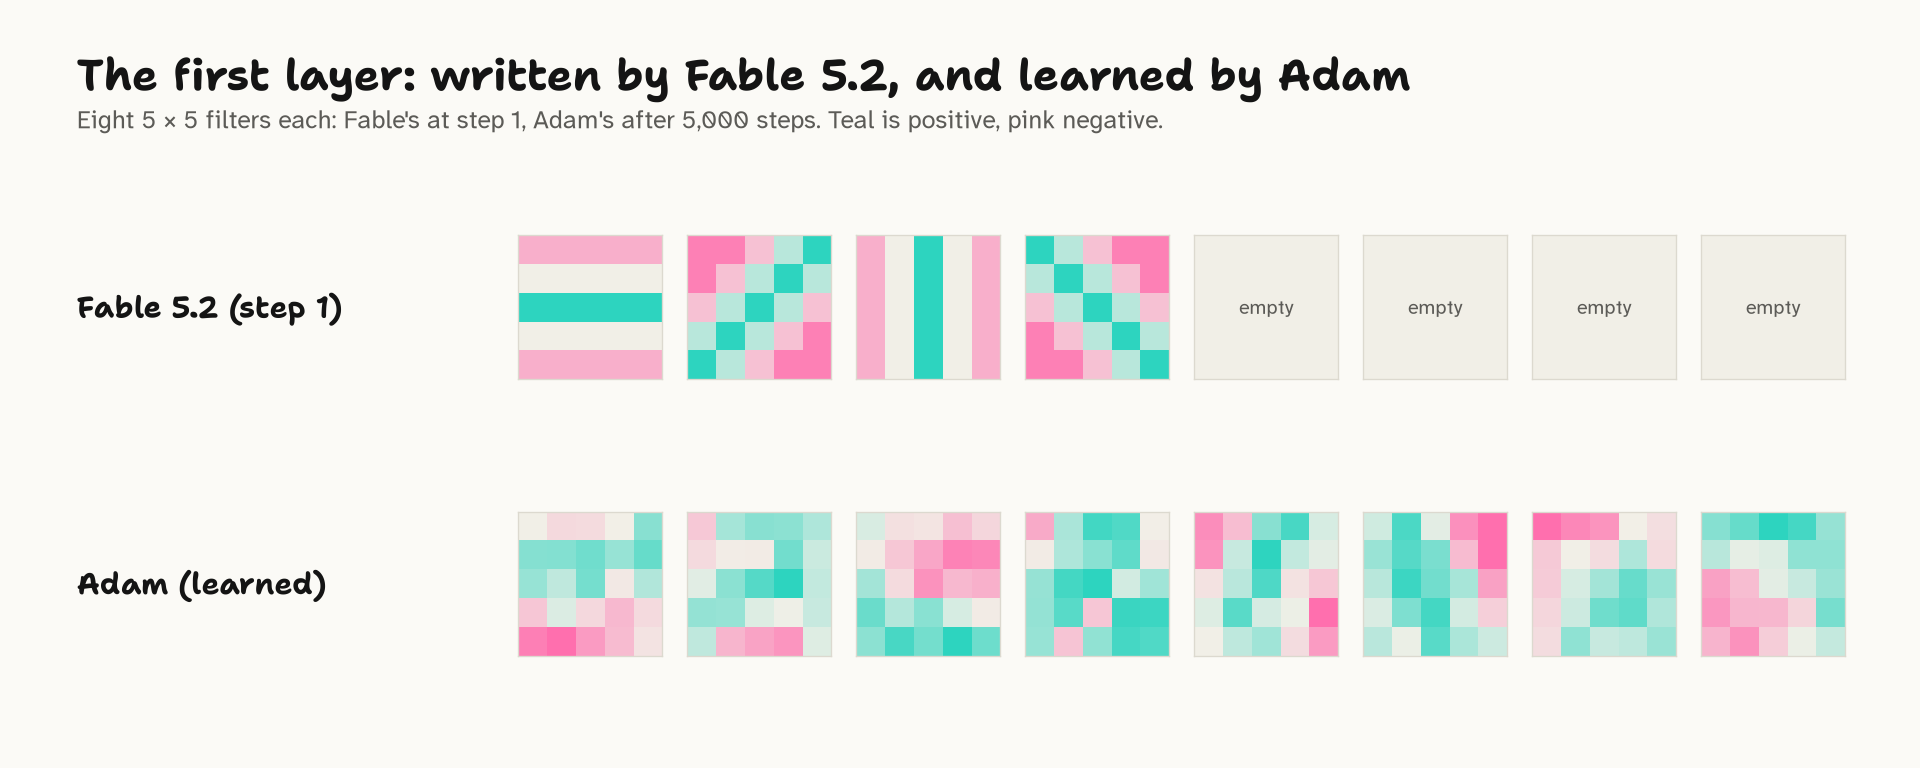 The first layer: written by Fable 5.2, and learned by Adam
Eight 5 × 5 filters each: Fable's at step 1, Adam's after 5,000 steps. Teal is positive, pink negative.
Fable 5.2 (step 1)
empty
empty
empty
empty
Adam (learned)